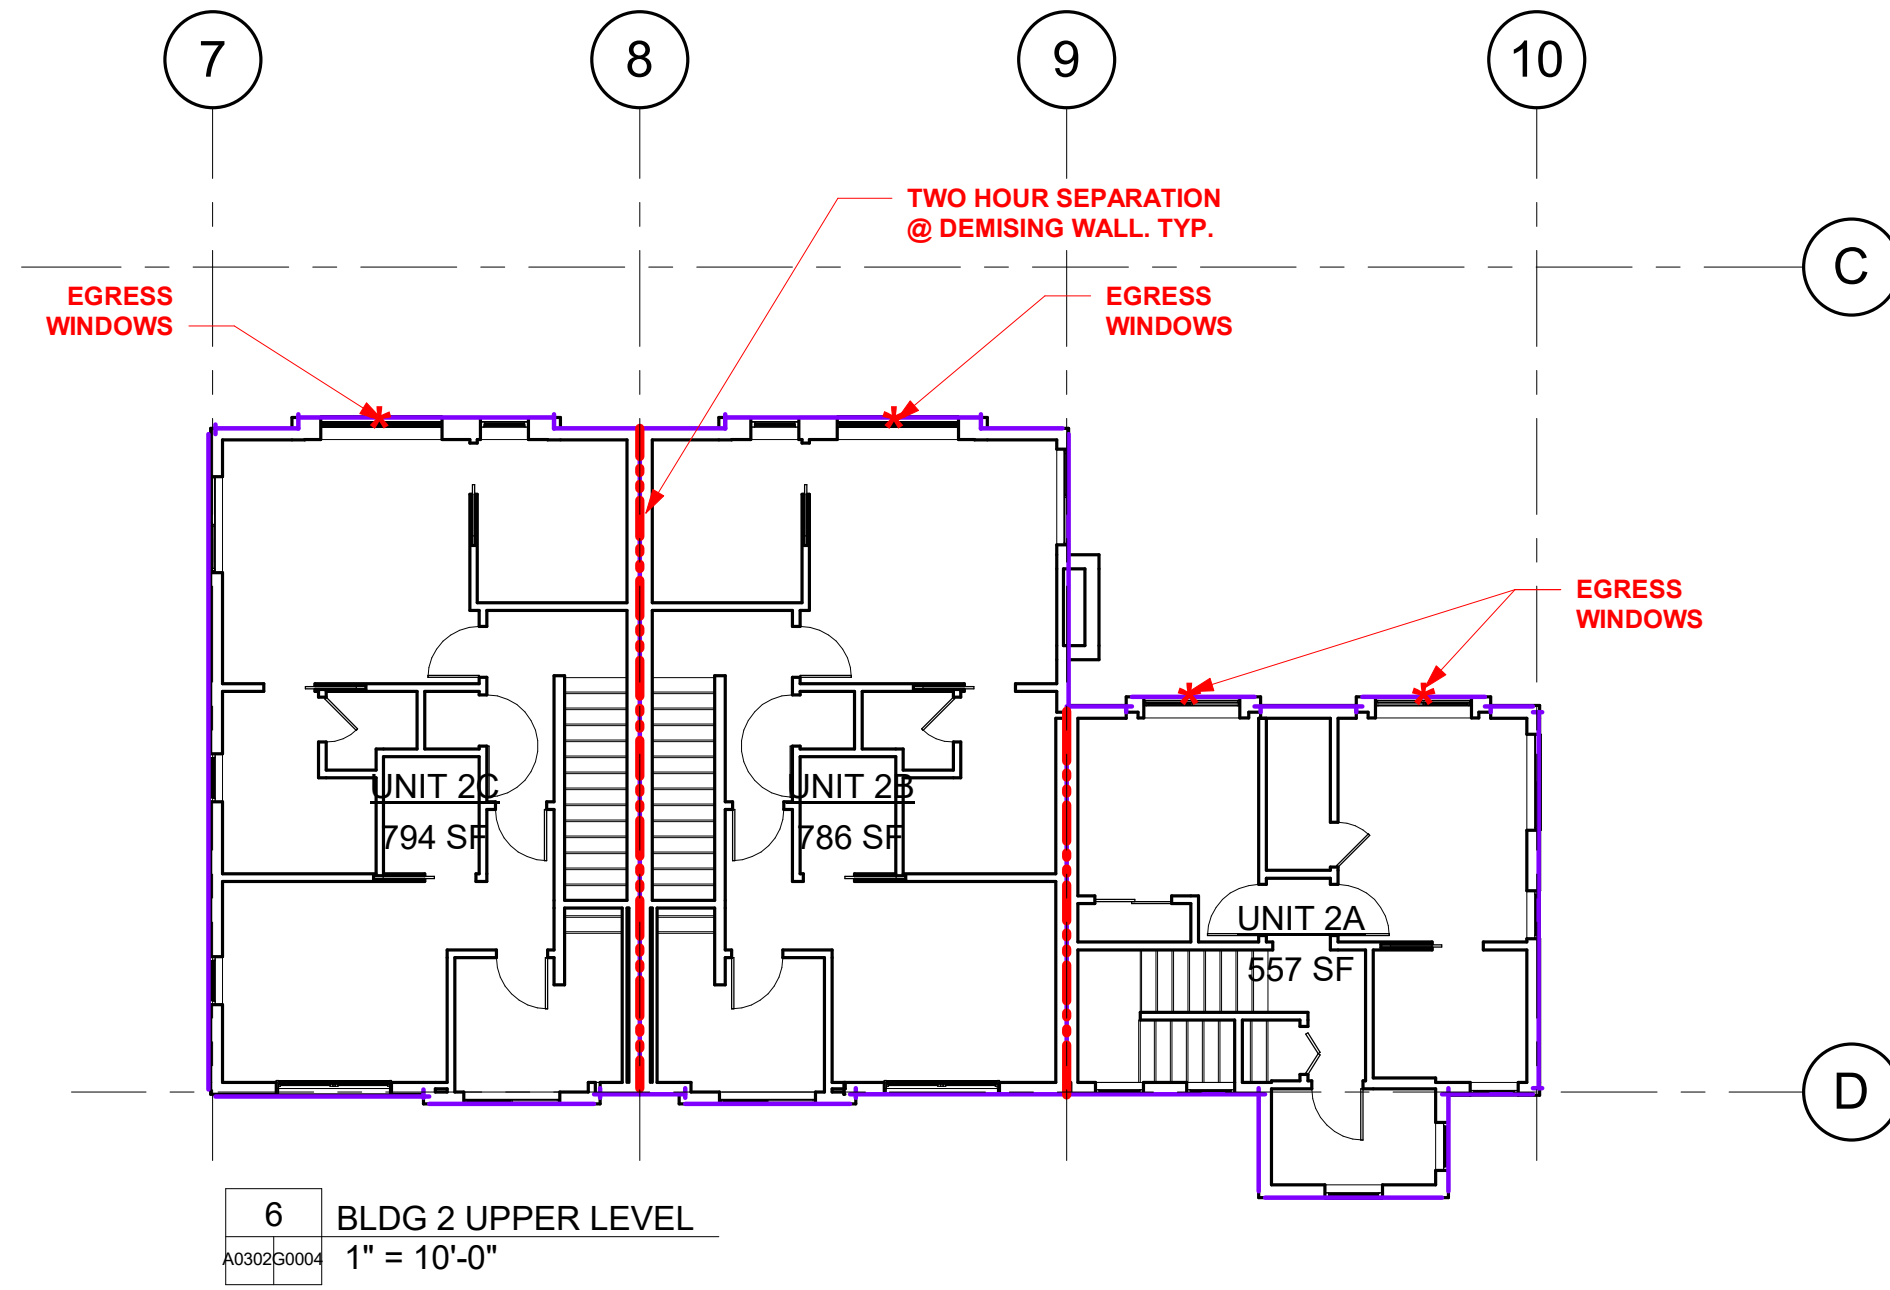 7
8
9
10
TWO HOUR SEPARATION
@ DEMISING WALL. TYP.
C
EGRESS
WINDOWS
EGRESS
WINDOWS
EGRESS
WINDOWS
UNIT 2C
794 SF
UNIT 2B
786 SF
UNIT 2A
557 SF
D
6
BLDG 2 UPPER LEVEL
A0302
G0004
1" = 10'-0"